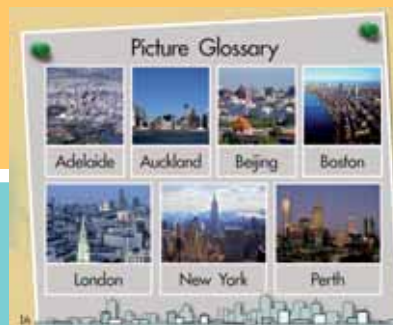 Picture Glossary
Adelaide Auckland Beijing Boston
London New York Perth
16